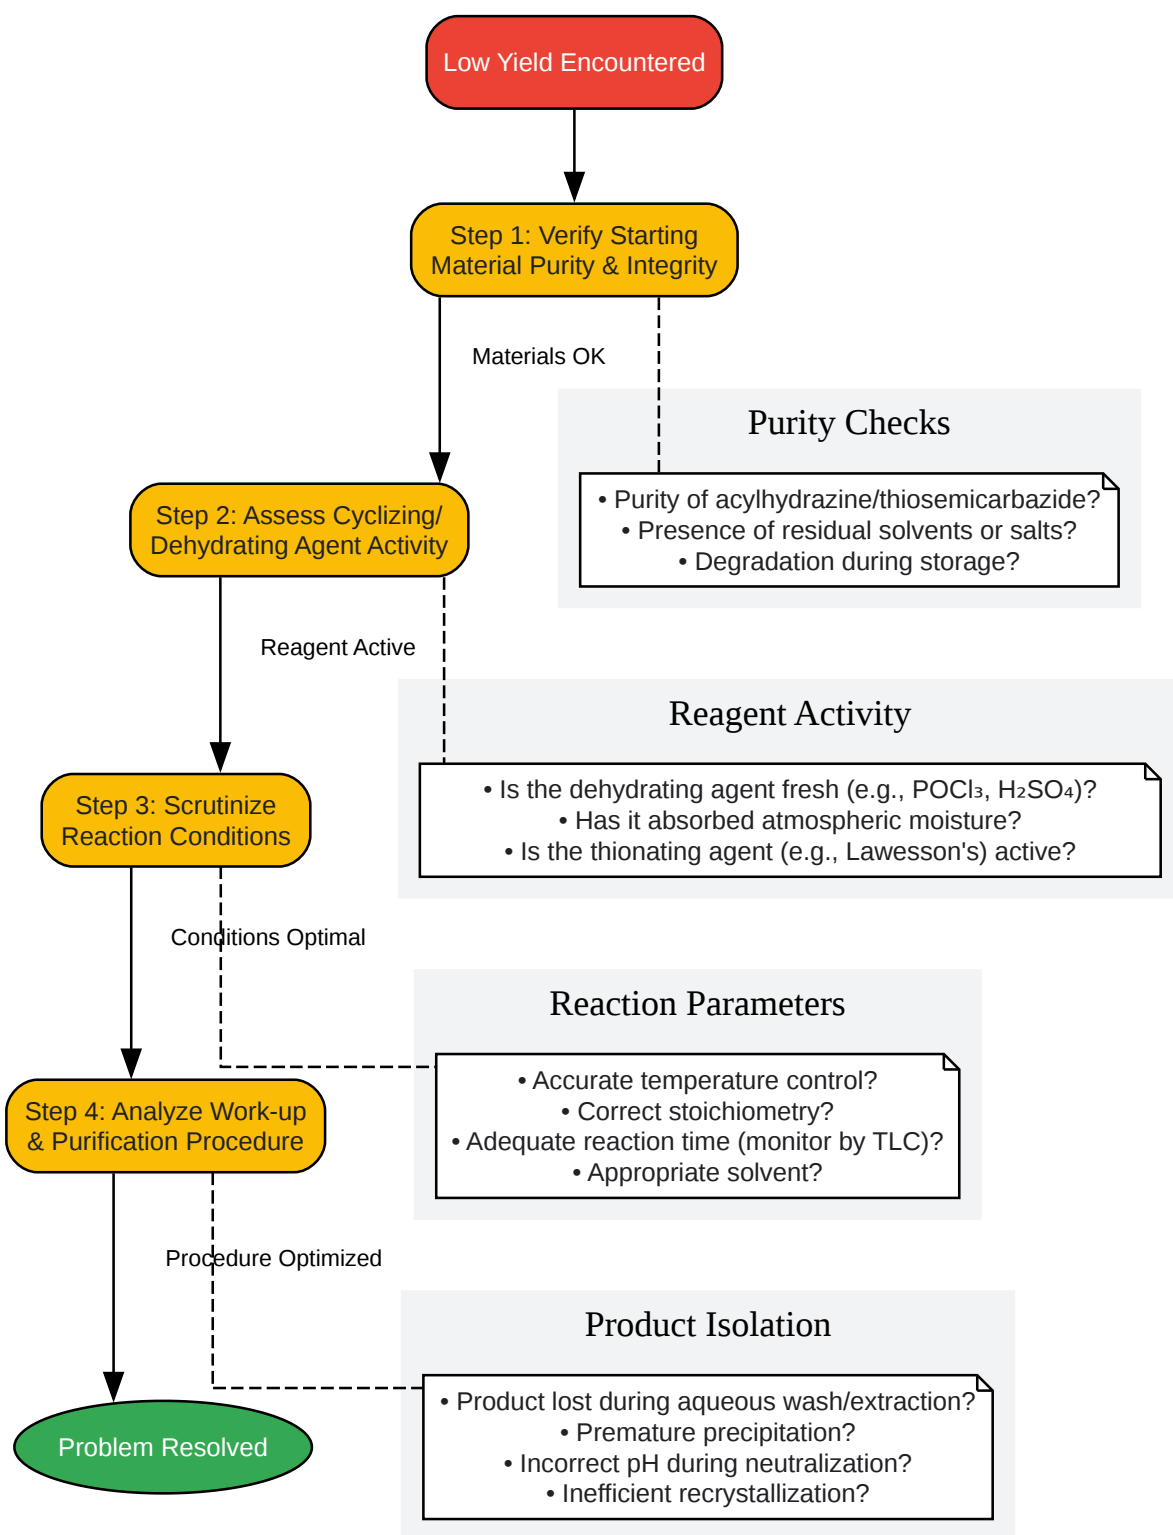 Low Yield Encountered
Step 1: Verify Starting
Material Purity & Integrity
Materials OK
Purity Checks
• Purity of acylhydrazine/thiosemicarbazide?
• Presence of residual solvents or salts?
• Degradation during storage?
Step 2: Assess Cyclizing/
Dehydrating Agent Activity
Reagent Active
Reagent Activity
• Is the dehydrating agent fresh (e.g., POCl₃, H₂SO₄)?
• Has it absorbed atmospheric moisture?
• Is the thionating agent (e.g., Lawesson's) active?
Step 3: Scrutinize
Reaction Conditions
Conditions Optimal
Reaction Parameters
• Accurate temperature control?
• Correct stoichiometry?
• Adequate reaction time (monitor by TLC)?
• Appropriate solvent?
Step 4: Analyze Work-up
& Purification Procedure
Procedure Optimized
Product Isolation
• Product lost during aqueous wash/extraction?
• Premature precipitation?
• Incorrect pH during neutralization?
• Inefficient recrystallization?
Problem Resolved